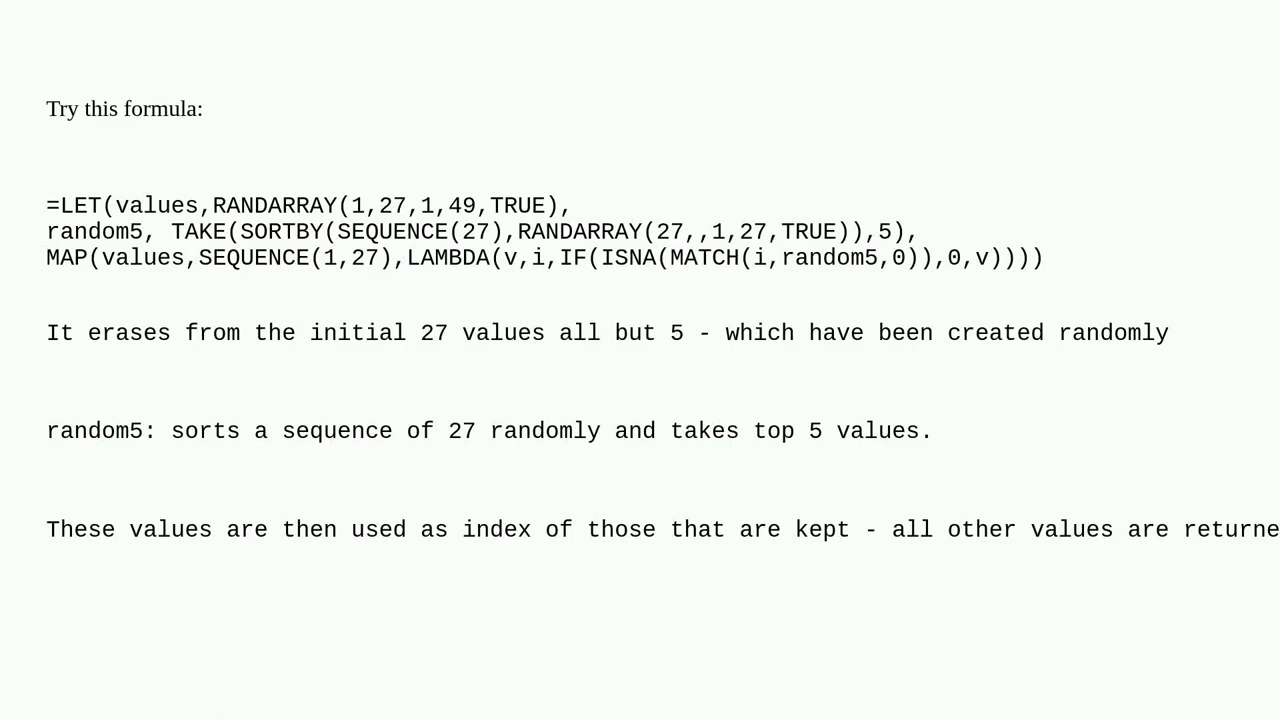 Try this formula:
=LET(values,RANDARRAY(1,27,1,49,TRUE),
random5, TAKE(SORTBY(SEQUENCE(27),RANDARRAY(27,,1,27,TRUE)),5),
MAP(values,SEQUENCE(1,27),LAMBDA(v,i,IF(ISNA(MATCH(i,random5,0)),0,v))))
It erases from the initial 27 values all but 5 - which have been created randomly
random5: sorts a sequence of 27 randomly and takes top 5 values.
These values are then used as index of those that are kept - all other values are returne